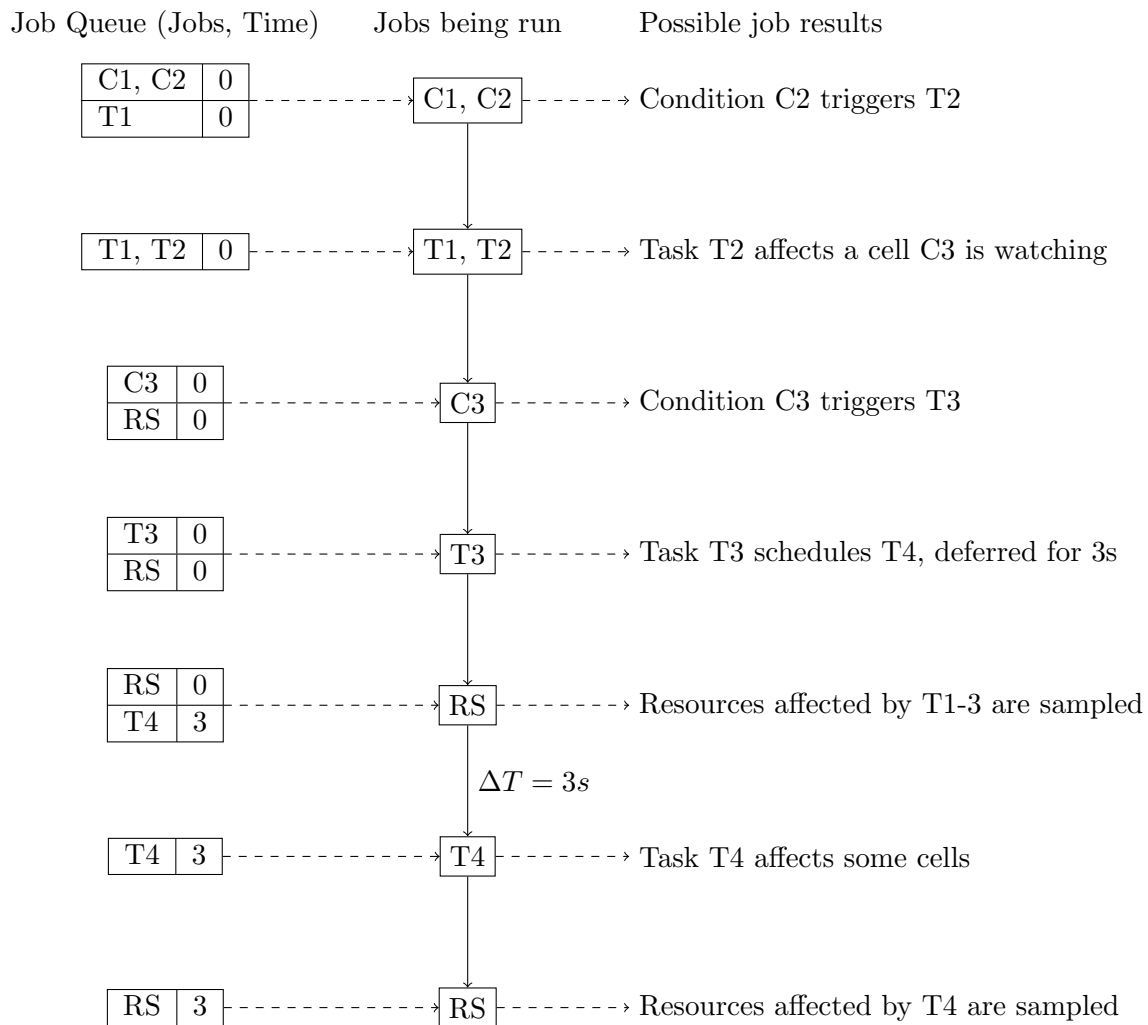 Job Queue (Jobs, Time) Jobs being run Possible job results
C1, C2 0
T1 0
C1, C2
Condition C2 triggers T2
T1, T2 0
T1, T2
Task T2 affects a cell C3 is watching
C3 0
RS 0
C3
Condition C3 triggers T3
T3 0
RS 0
T3
Task T3 schedules T4, deferred for 3s
RS 0
T4 3
RS
Resources affected by T1-3 are sampled
ΔT = 3s
T4 3
T4
Task T4 affects some cells
RS 3
RS
Resources affected by T4 are sampled